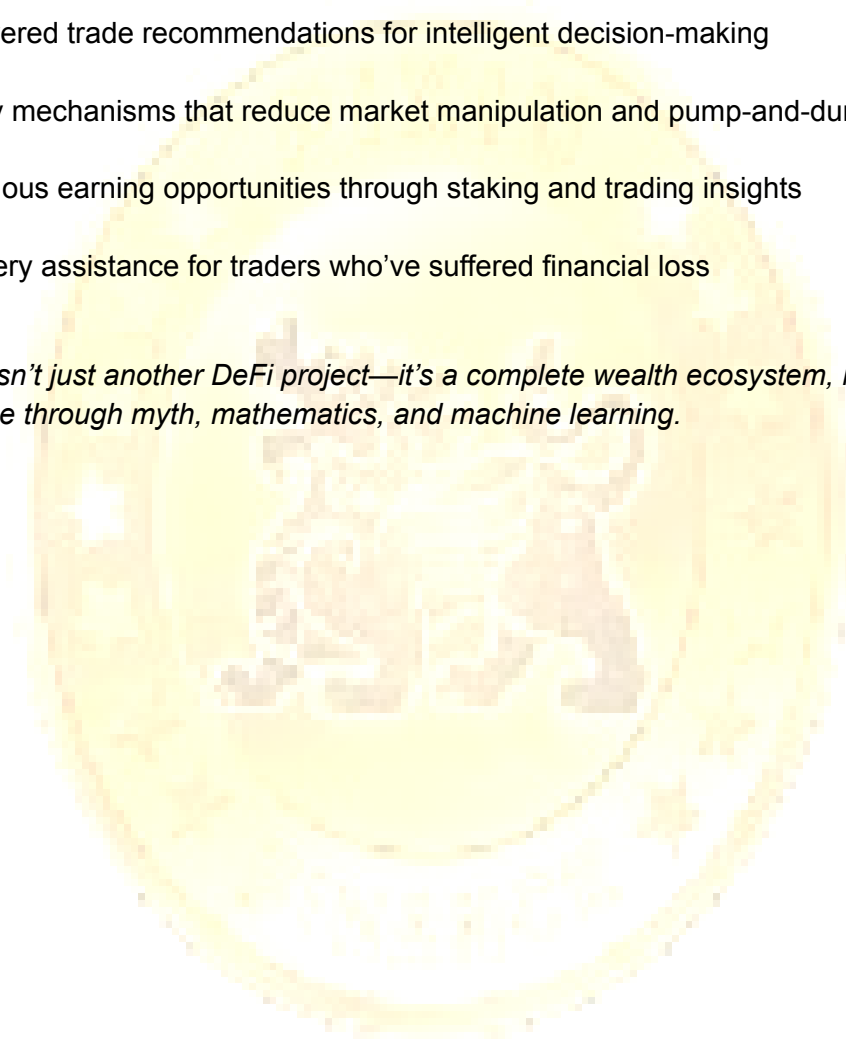 ered trade recommendations for intelligent decision-making
y mechanisms that reduce market manipulation and pump-and-du
ous earning opportunities through staking and trading insights
ery assistance for traders who've suffered financial loss
sn't just another DeFi project—it's a complete wealth ecosystem,
e through myth, mathematics, and machine learning.